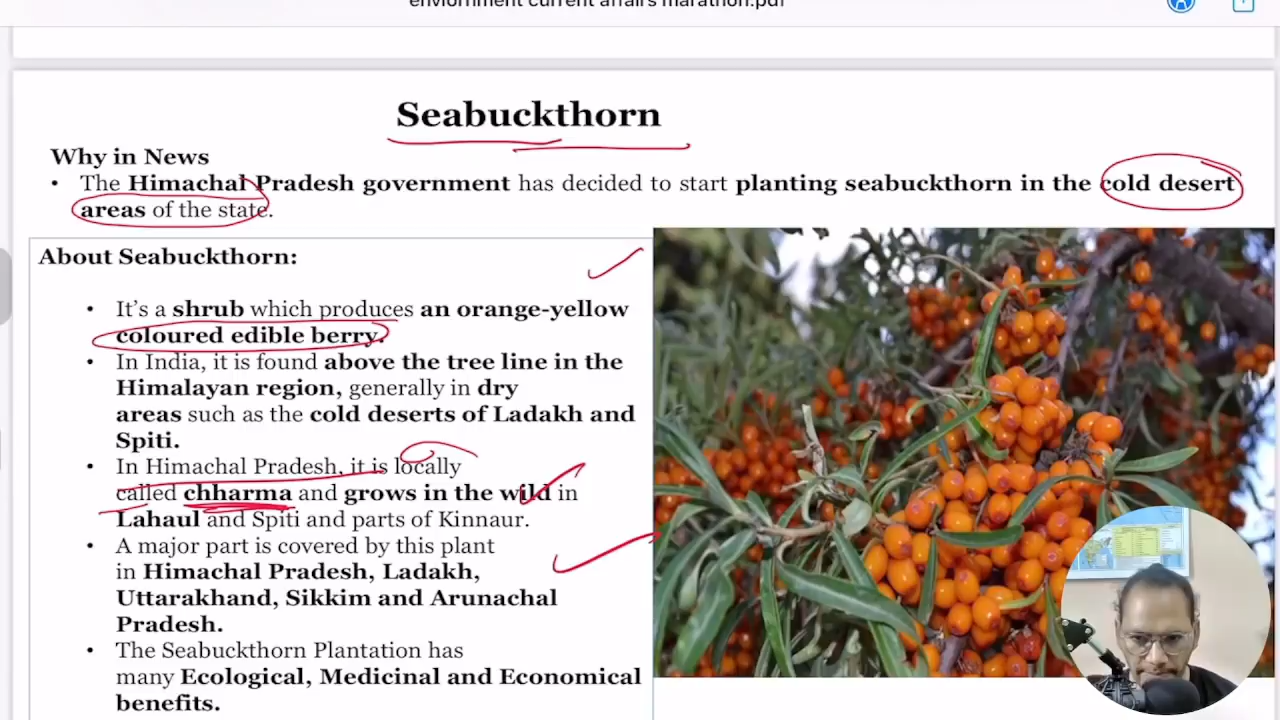 enviornment current affairs marathon.pdf
Seabuckthorn
Why in News
• The Himachal Pradesh government has decided to start planting seabuckthorn in the cold desert
areas of the state.
About Seabuckthorn:
• It's a shrub which produces an orange-yellow
coloured edible berry.
• In India, it is found above the tree line in the
Himalayan region, generally in dry
areas such as the cold deserts of Ladakh and
Spiti.
• In Himachal Pradesh, it is locally
called chharma and grows in the wild in
Lahaul and Spiti and parts of Kinnaur.
• A major part is covered by this plant
in Himachal Pradesh, Ladakh,
Uttarakhand, Sikkim and Arunachal
Pradesh.
• The Seabuckthorn Plantation has
many Ecological, Medicinal and Economical
benefits.